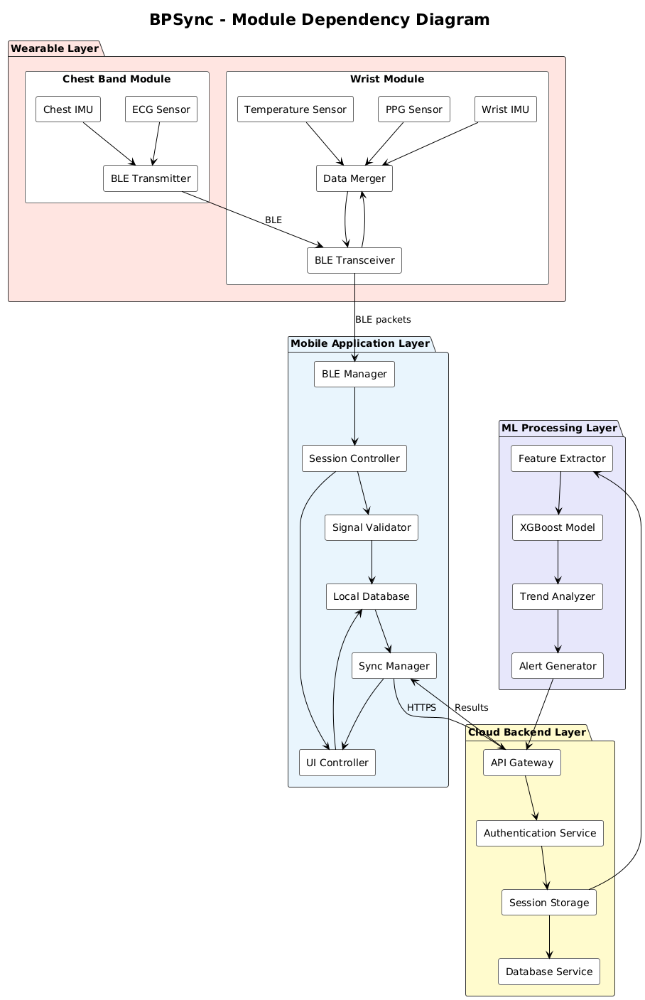 BPSync - Module Dependency Diagram
Wearable Layer
Chest Band Module
Wrist Module
Chest IMU
ECG Sensor
Temperature Sensor
PPG Sensor
Wrist IMU
BLE Transmitter
Data Merger
BLE
BLE Transceiver
BLE packets
Mobile Application Layer
BLE Manager
Session Controller
Signal Validator
Local Database
Sync Manager
HTTPS
Results
UI Controller
ML Processing Layer
Feature Extractor
XGBoost Model
Trend Analyzer
Alert Generator
Cloud Backend Layer
API Gateway
Authentication Service
Session Storage
Database Service